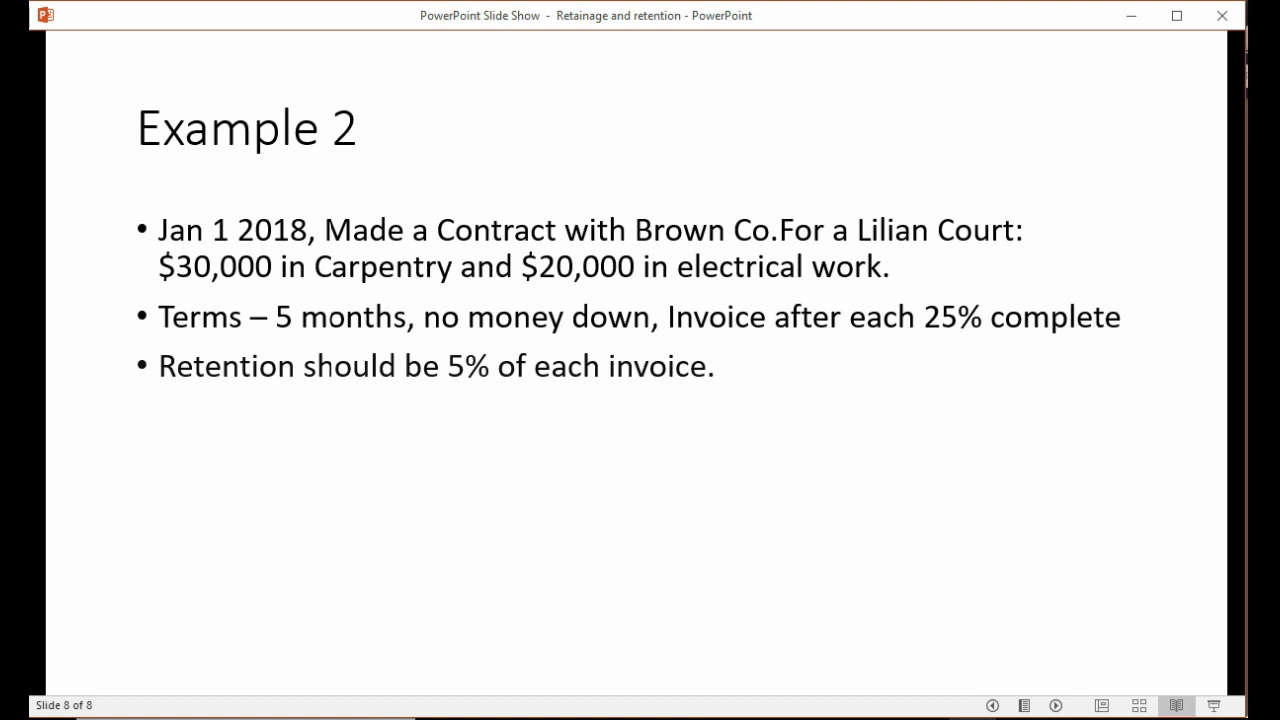 PowerPoint Slide Show - Retainage and retention - PowerPoint
Example 2
• Jan 1 2018, Made a Contract with Brown Co.For a Lilian Court:
$30,000 in Carpentry and $20,000 in electrical work.
• Terms – 5 months, no money down, Invoice after each 25% complete
• Retention should be 5% of each invoice.
Slide 8 of 8